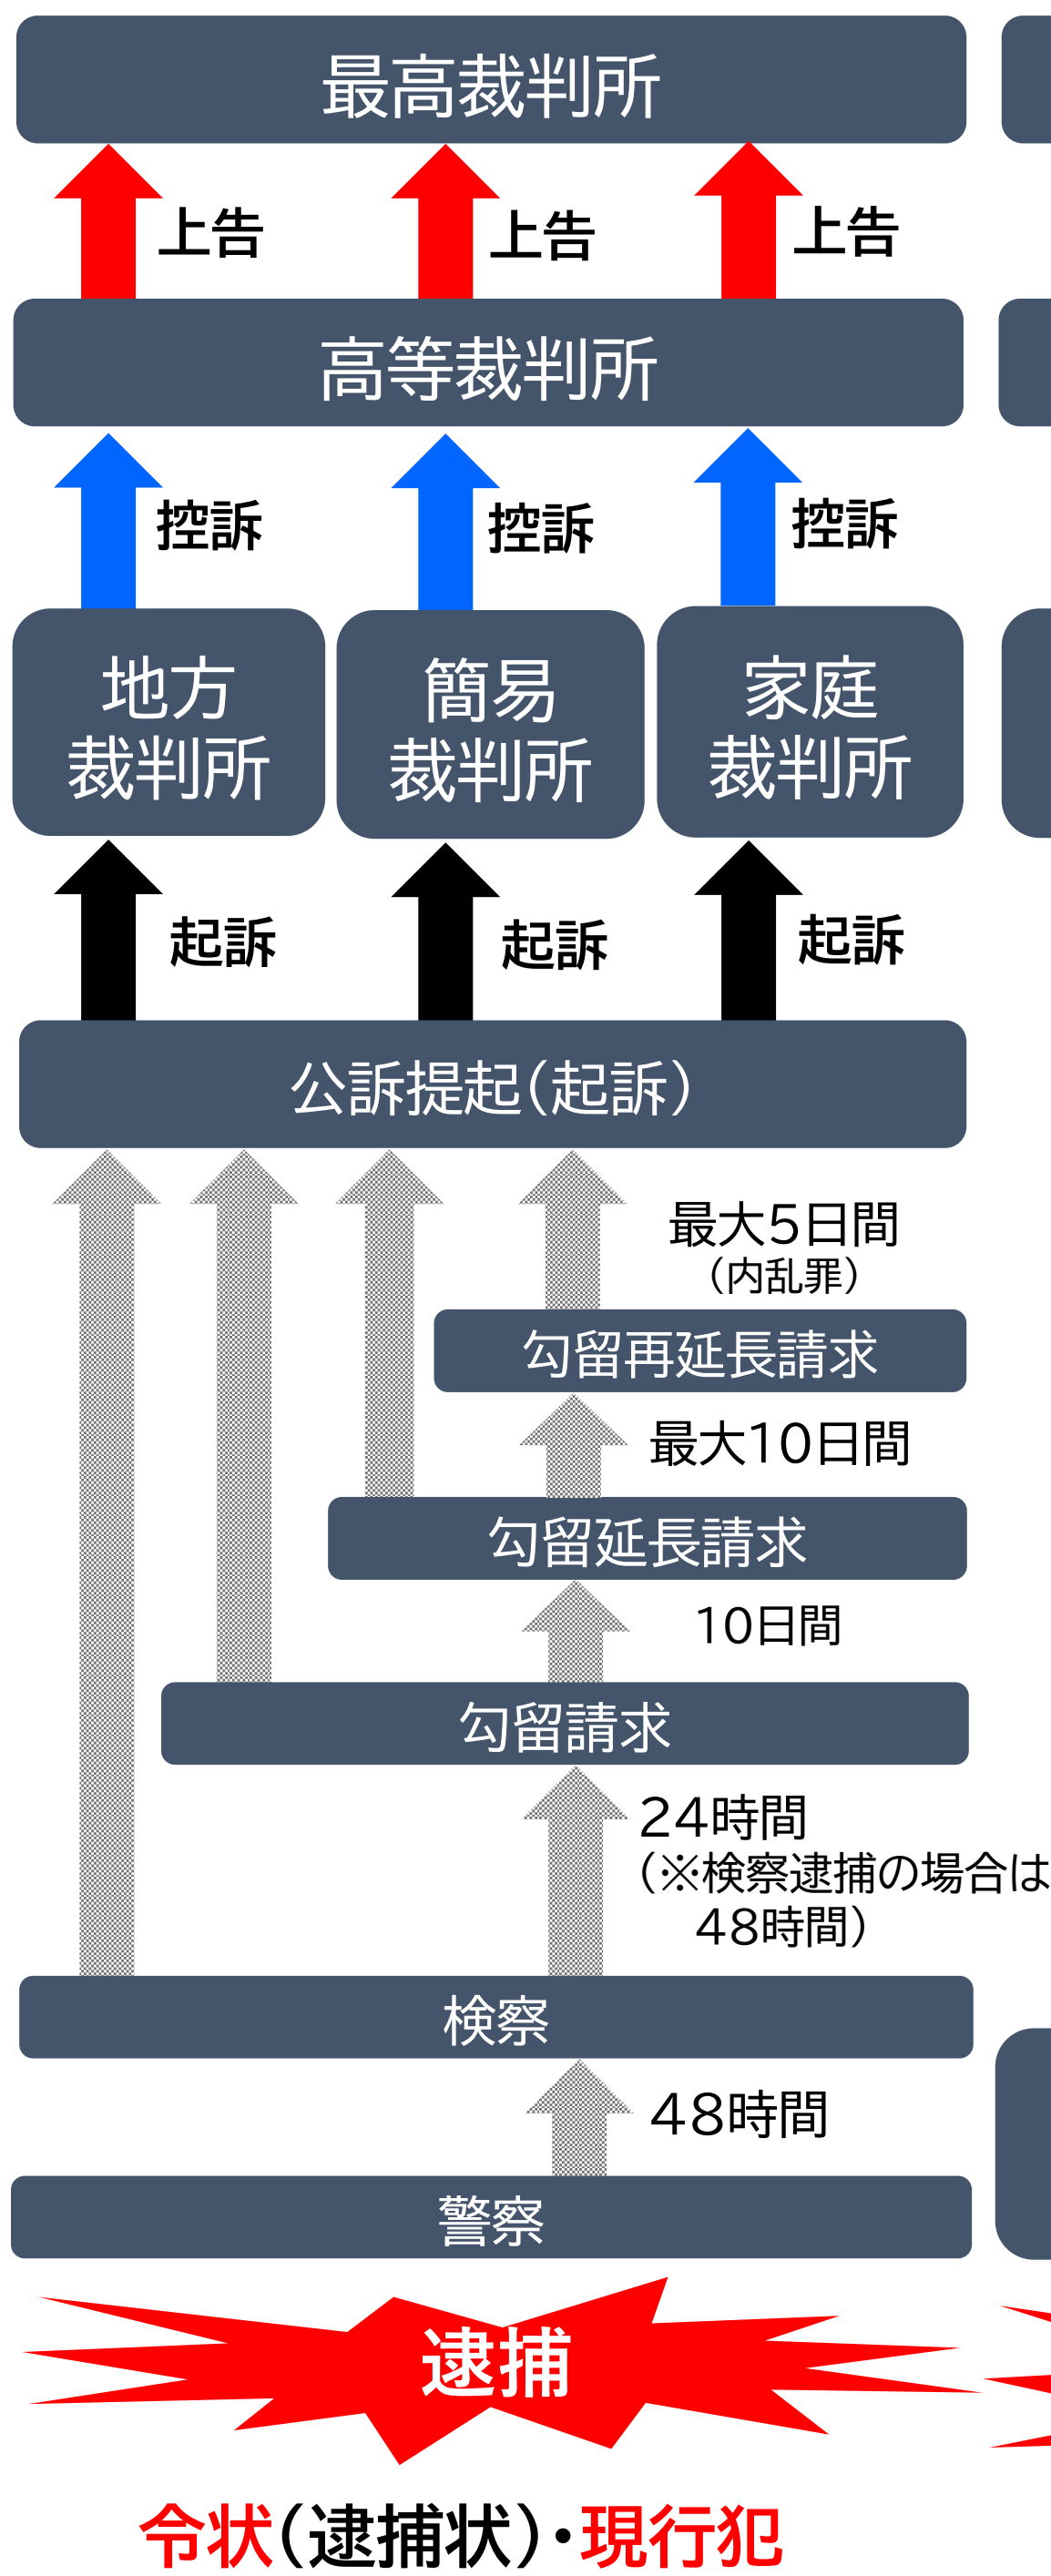 最高裁判所
上告 上告 上告
高等裁判所
控訴 控訴 控訴
地方
裁判所
簡易
裁判所
家庭
裁判所
起訴 起訴 起訴
公訴提起(起訴)
最大5日間
(内乱罪)
勾留再延長請求
最大10日間
勾留延長請求
10日間
勾留請求
24時間
(※検察逮捕の場合は
48時間)
検察
48時間
警察
逮捕
令状(逮捕状)・現行犯